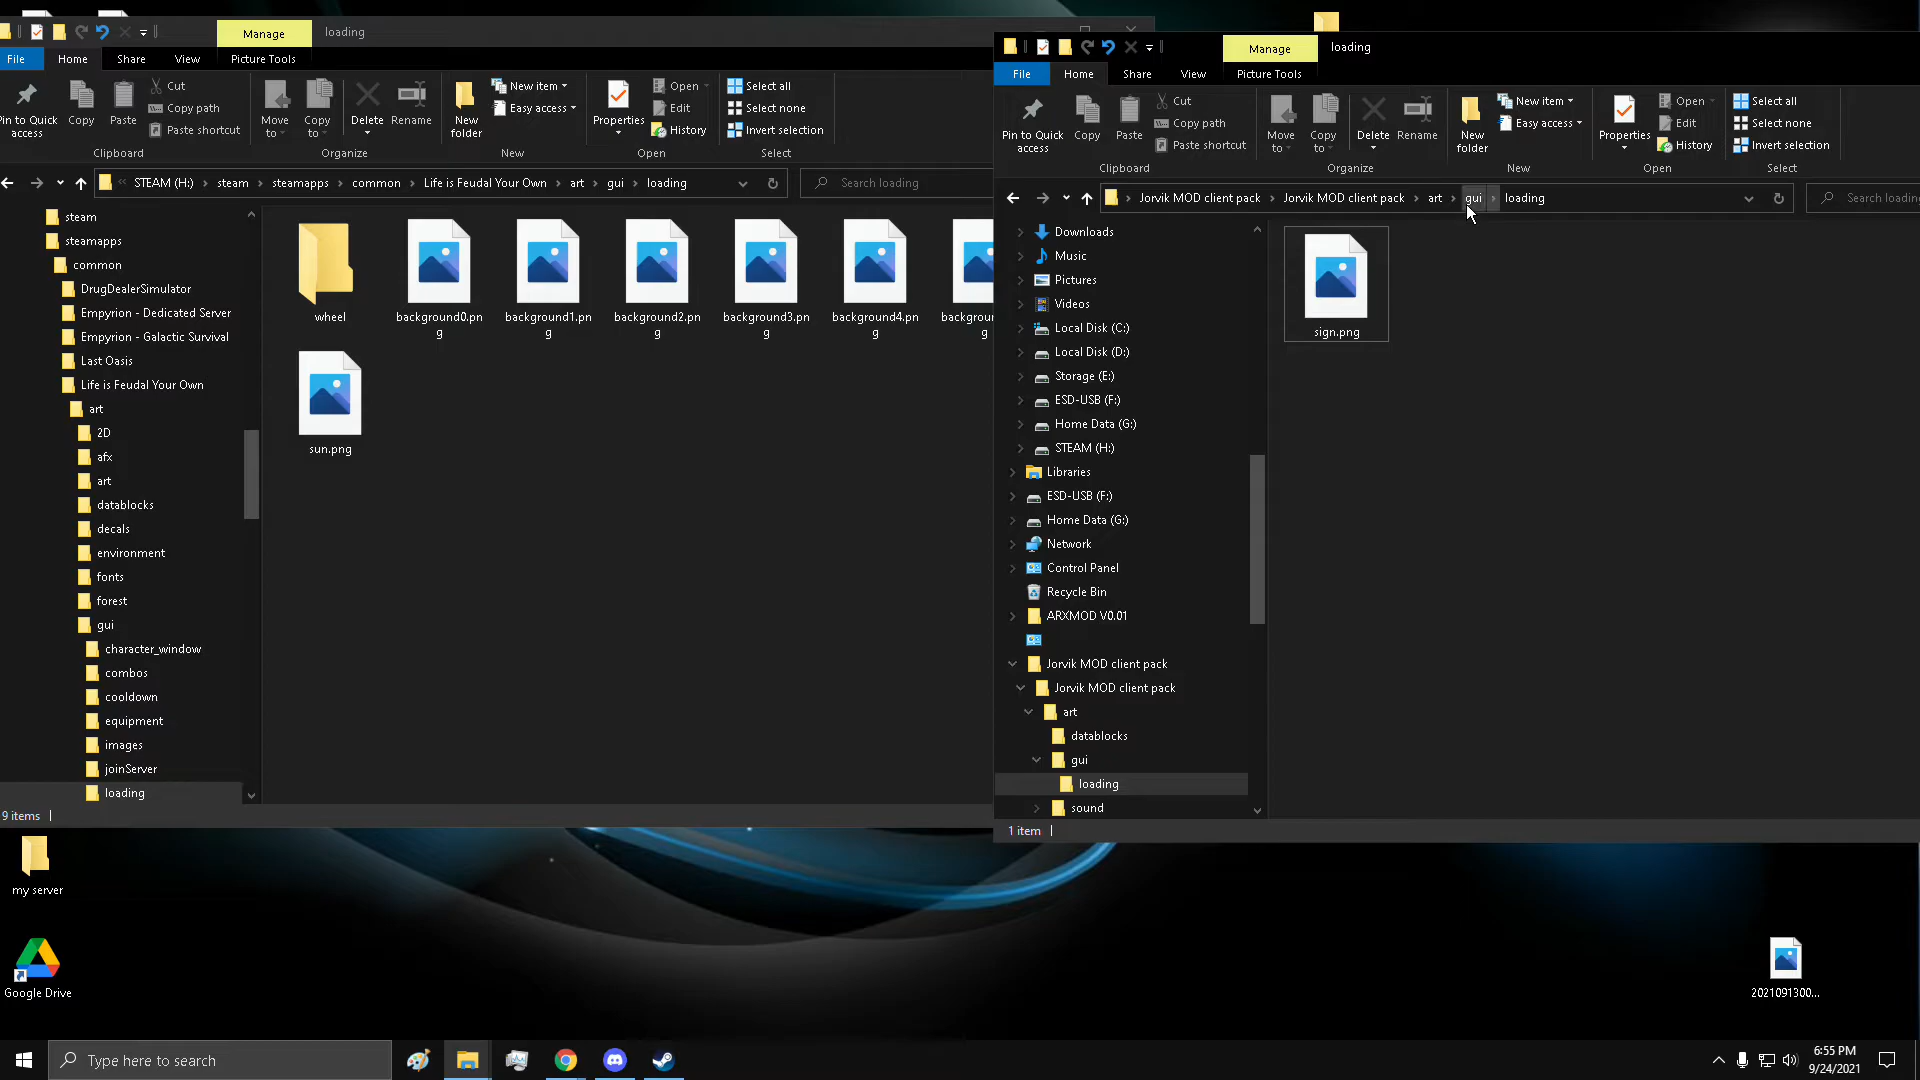 Manage
loading
File
Home
Share
View
Picture Tools
Pin to Quick access
Copy
Paste
Cut
Copy path
Paste shortcut
Move to
Copy to
Delete
Rename
New folder
New item
Easy access
Properties
Open
Edit
History
Select all
Select none
Invert selection
Clipboard
Organize
New
Open
Select
STEAM (H:)
steam
steamapps
common
Life is Feudal Your Own
art
gui
loading
Search loading
steam
steamapps
common
DrugDealerSimulator
Empyrion - Dedicated Server
Empyrion - Galactic Survival
Last Oasis
Life is Feudal Your Own
art
2D
afx
art
datablocks
decals
environment
fonts
forest
gui
character_window
combos
cooldown
equipment
images
joinServer
loading
wheel
background0.pn
g
background1.pn
g
background2.pn
g
background3.pn
g
background4.pn
g
backgroun
sun.png
9 items
Manage
loading
File
Home
Share
View
Picture Tools
Pin to Quick
access
Copy
Paste
Cut
Copy path
Paste shortcut
Move
to
Copy
to
Delete
Rename
New
folder
New item
Easy access
Properties
Open
Edit
History
Select all
Select none
Invert selection
Clipboard
Organize
New
Open
Select
Jorvik MOD client pack
Jorvik MOD client pack
art
gui
loading
Search loading
Downloads
Music
Pictures
Videos
Local Disk (C:)
Local Disk (D:)
Storage (E:)
ESD-USB (F:)
Home Data (G:)
STEAM (H:)
Libraries
ESD-USB (F:)
Home Data (G:)
Network
Control Panel
Recycle Bin
ARXMOD V0.01
Jorvik MOD client pack
Jorvik MOD client pack
art
datablocks
gui
loading
sound
sign.png
1 item
my server
Google Drive
2021091300...
Type here to search
6:55 PM
9/24/2021